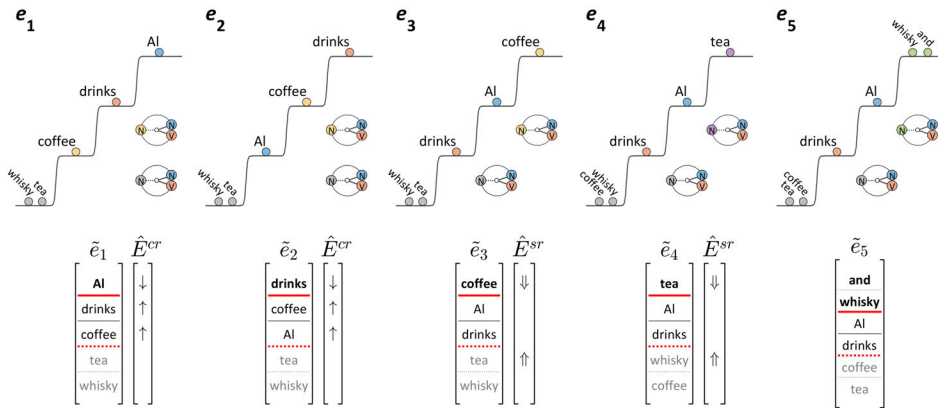 e1
e2
e3
e4
e5
Al
drinks
coffee
whisky
tea
N
N
V
N
N
V
drinks
coffee
Al
whisky
tea
N
N
V
N
N
V
coffee
Al
drinks
whisky
tea
N
N
V
N
N
V
tea
Al
drinks
whisky
coffee
N
N
V
N
N
V
whisky
and
Al
drinks
coffee
tea
N
N
V
N
N
V
ẽ1 Ê^cr
Al ↓
drinks ↑
coffee ↑
tea
whisky
ẽ2 Ê^cr
drinks ↓
coffee ↑
Al ↑
tea
whisky
ẽ3 Ê^sr
coffee ⇓
Al
drinks
tea ⇑
whisky
ẽ4 Ê^sr
tea ⇓
Al
drinks
whisky ⇑
coffee
ẽ5
and
whisky
Al
drinks
coffee
tea